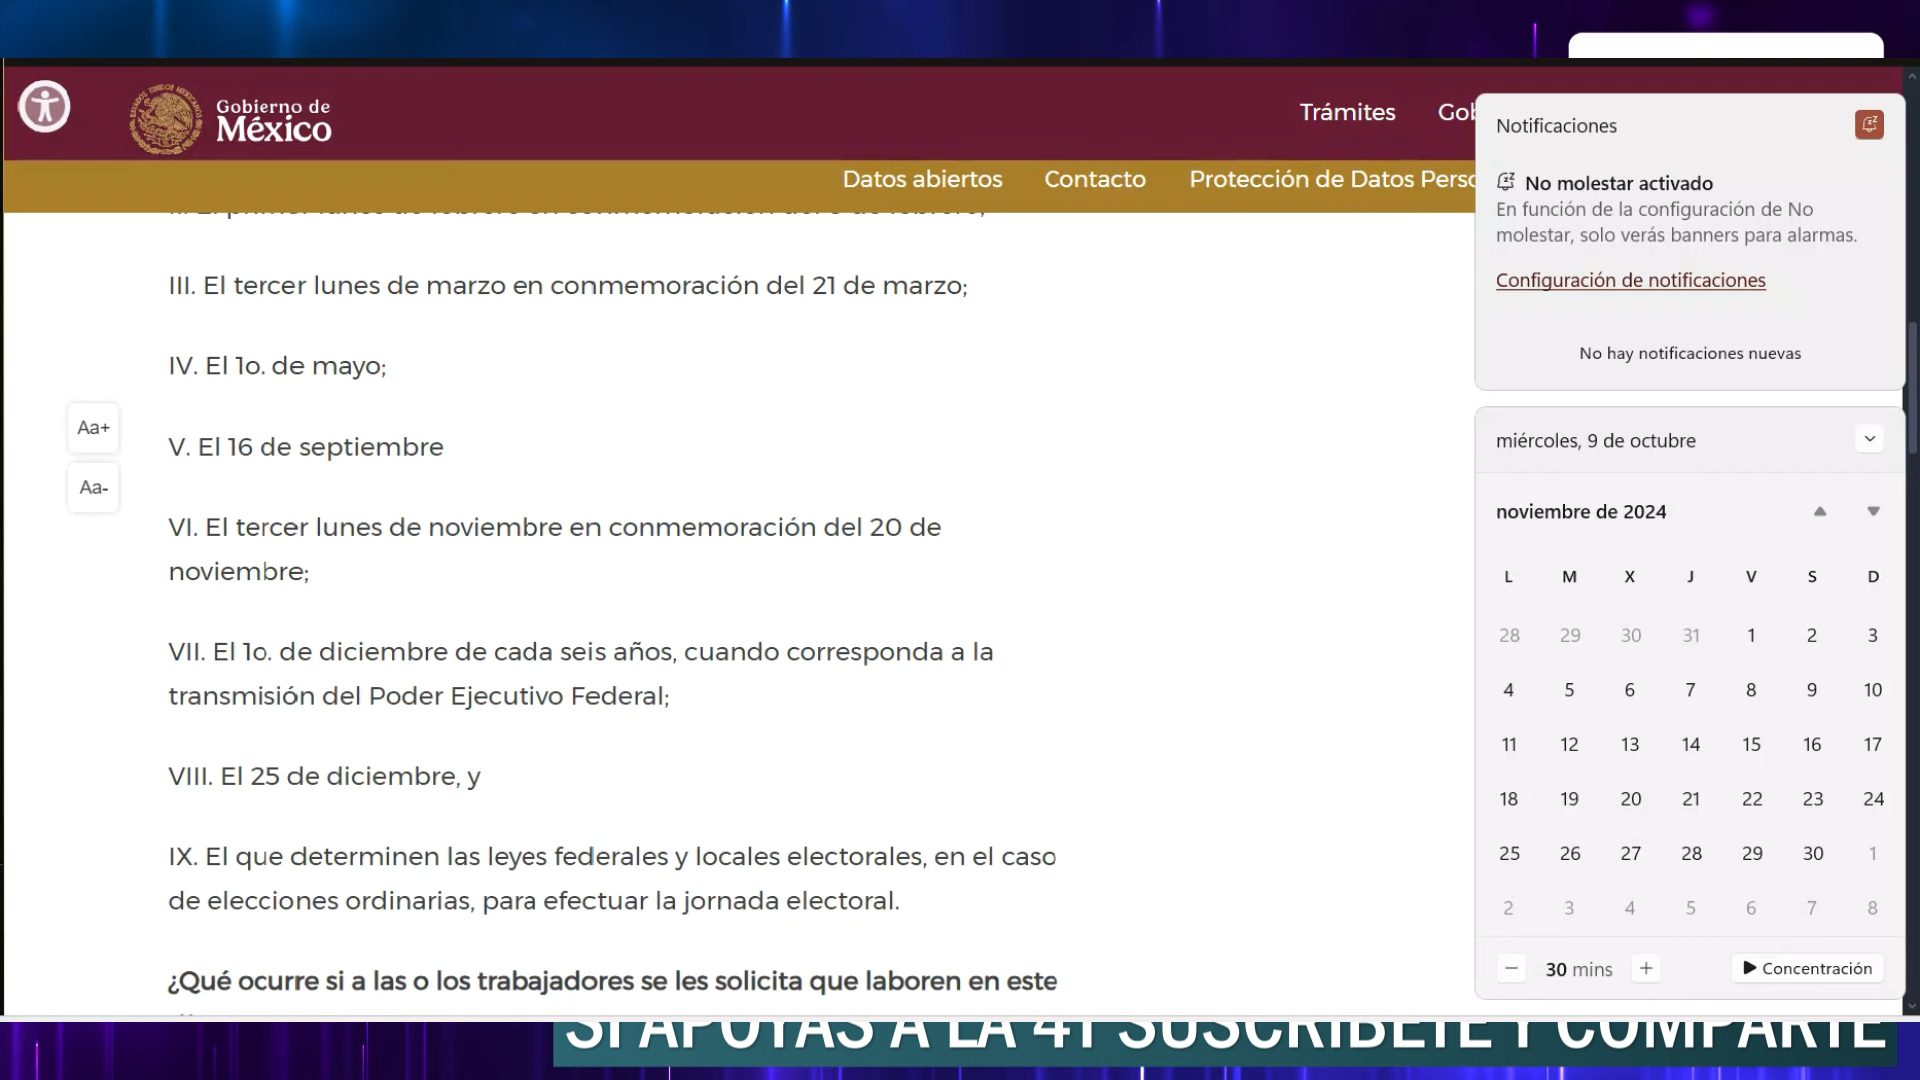 Gobierno de
México
Trámites
Datos abiertos Contacto Protección de Datos
III. El tercer lunes de marzo en conmemoración del 21 de marzo;
IV. El 1o. de mayo;
V. El 16 de septiembre
VI. El tercer lunes de noviembre en conmemoración del 20 de
noviembre;
VII. El 1o. de diciembre de cada seis años, cuando corresponda a la
transmisión del Poder Ejecutivo Federal;
VIII. El 25 de diciembre, y
IX. El que determinen las leyes federales y locales electorales, en el caso
de elecciones ordinarias, para efectuar la jornada electoral.
¿Qué ocurre si a las o los trabajadores se les solicita que laboren en este
Aa+
Aa-
Notificaciones
No molestar activado
En función de la configuración de No
molestar, solo verás banners para alarmas.
Configuración de notificaciones
No hay notificaciones nuevas
miércoles, 9 de octubre
noviembre de 2024
L M X J V S D
28 29 30 31 1 2 3
4 5 6 7 8 9 10
11 12 13 14 15 16 17
18 19 20 21 22 23 24
25 26 27 28 29 30 1
2 3 4 5 6 7 8
30 mins
Concentración
SI APOYAS A LA 4T SUSCRIBETE Y COMPARTE